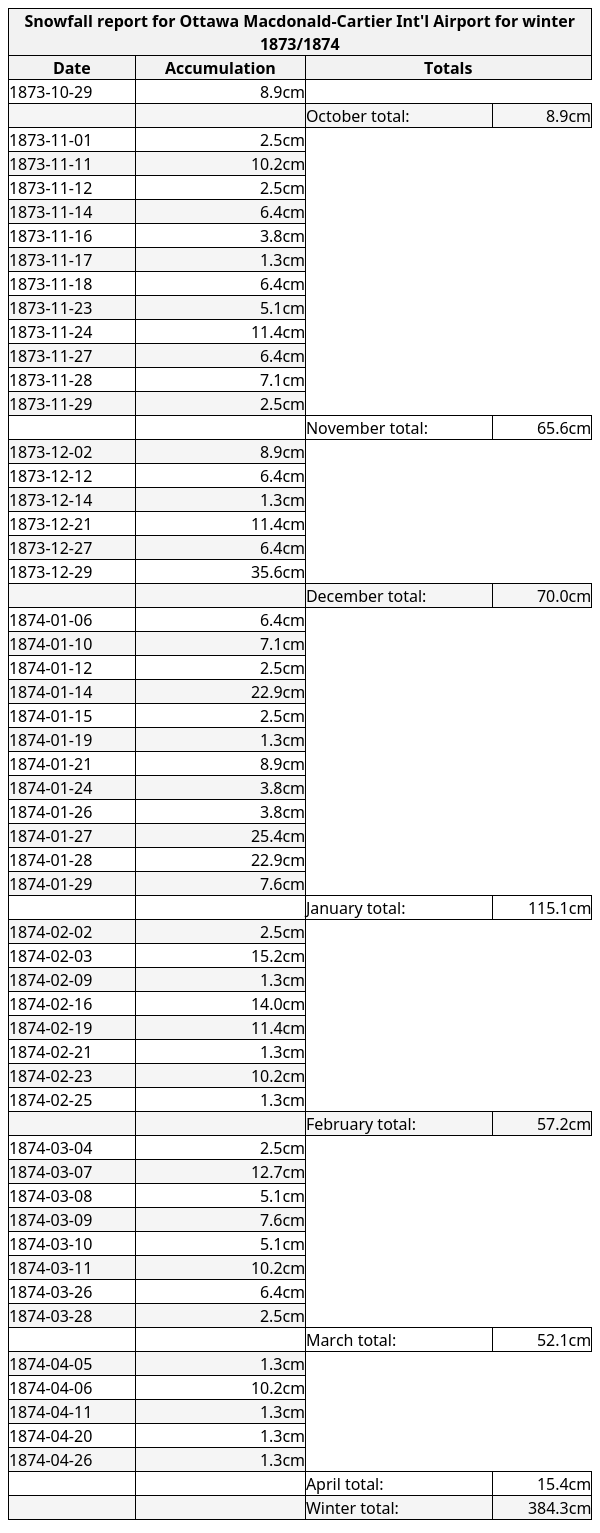 Snowfall report for Ottawa Macdonald-Cartier Int'l Airport for winter
1873/1874
Date Accumulation Totals
1873-10-29 8.9cm
October total: 8.9cm
1873-11-01 2.5cm
1873-11-11 10.2cm
1873-11-12 2.5cm
1873-11-14 6.4cm
1873-11-16 3.8cm
1873-11-17 1.3cm
1873-11-18 6.4cm
1873-11-23 5.1cm
1873-11-24 11.4cm
1873-11-27 6.4cm
1873-11-28 7.1cm
1873-11-29 2.5cm
November total: 65.6cm
1873-12-02 8.9cm
1873-12-12 6.4cm
1873-12-14 1.3cm
1873-12-21 11.4cm
1873-12-27 6.4cm
1873-12-29 35.6cm
December total: 70.0cm
1874-01-06 6.4cm
1874-01-10 7.1cm
1874-01-12 2.5cm
1874-01-14 22.9cm
1874-01-15 2.5cm
1874-01-19 1.3cm
1874-01-21 8.9cm
1874-01-24 3.8cm
1874-01-26 3.8cm
1874-01-27 25.4cm
1874-01-28 22.9cm
1874-01-29 7.6cm
January total: 115.1cm
1874-02-02 2.5cm
1874-02-03 15.2cm
1874-02-09 1.3cm
1874-02-16 14.0cm
1874-02-19 11.4cm
1874-02-21 1.3cm
1874-02-23 10.2cm
1874-02-25 1.3cm
February total: 57.2cm
1874-03-04 2.5cm
1874-03-07 12.7cm
1874-03-08 5.1cm
1874-03-09 7.6cm
1874-03-10 5.1cm
1874-03-11 10.2cm
1874-03-26 6.4cm
1874-03-28 2.5cm
March total: 52.1cm
1874-04-05 1.3cm
1874-04-06 10.2cm
1874-04-11 1.3cm
1874-04-20 1.3cm
1874-04-26 1.3cm
April total: 15.4cm
Winter total: 384.3cm